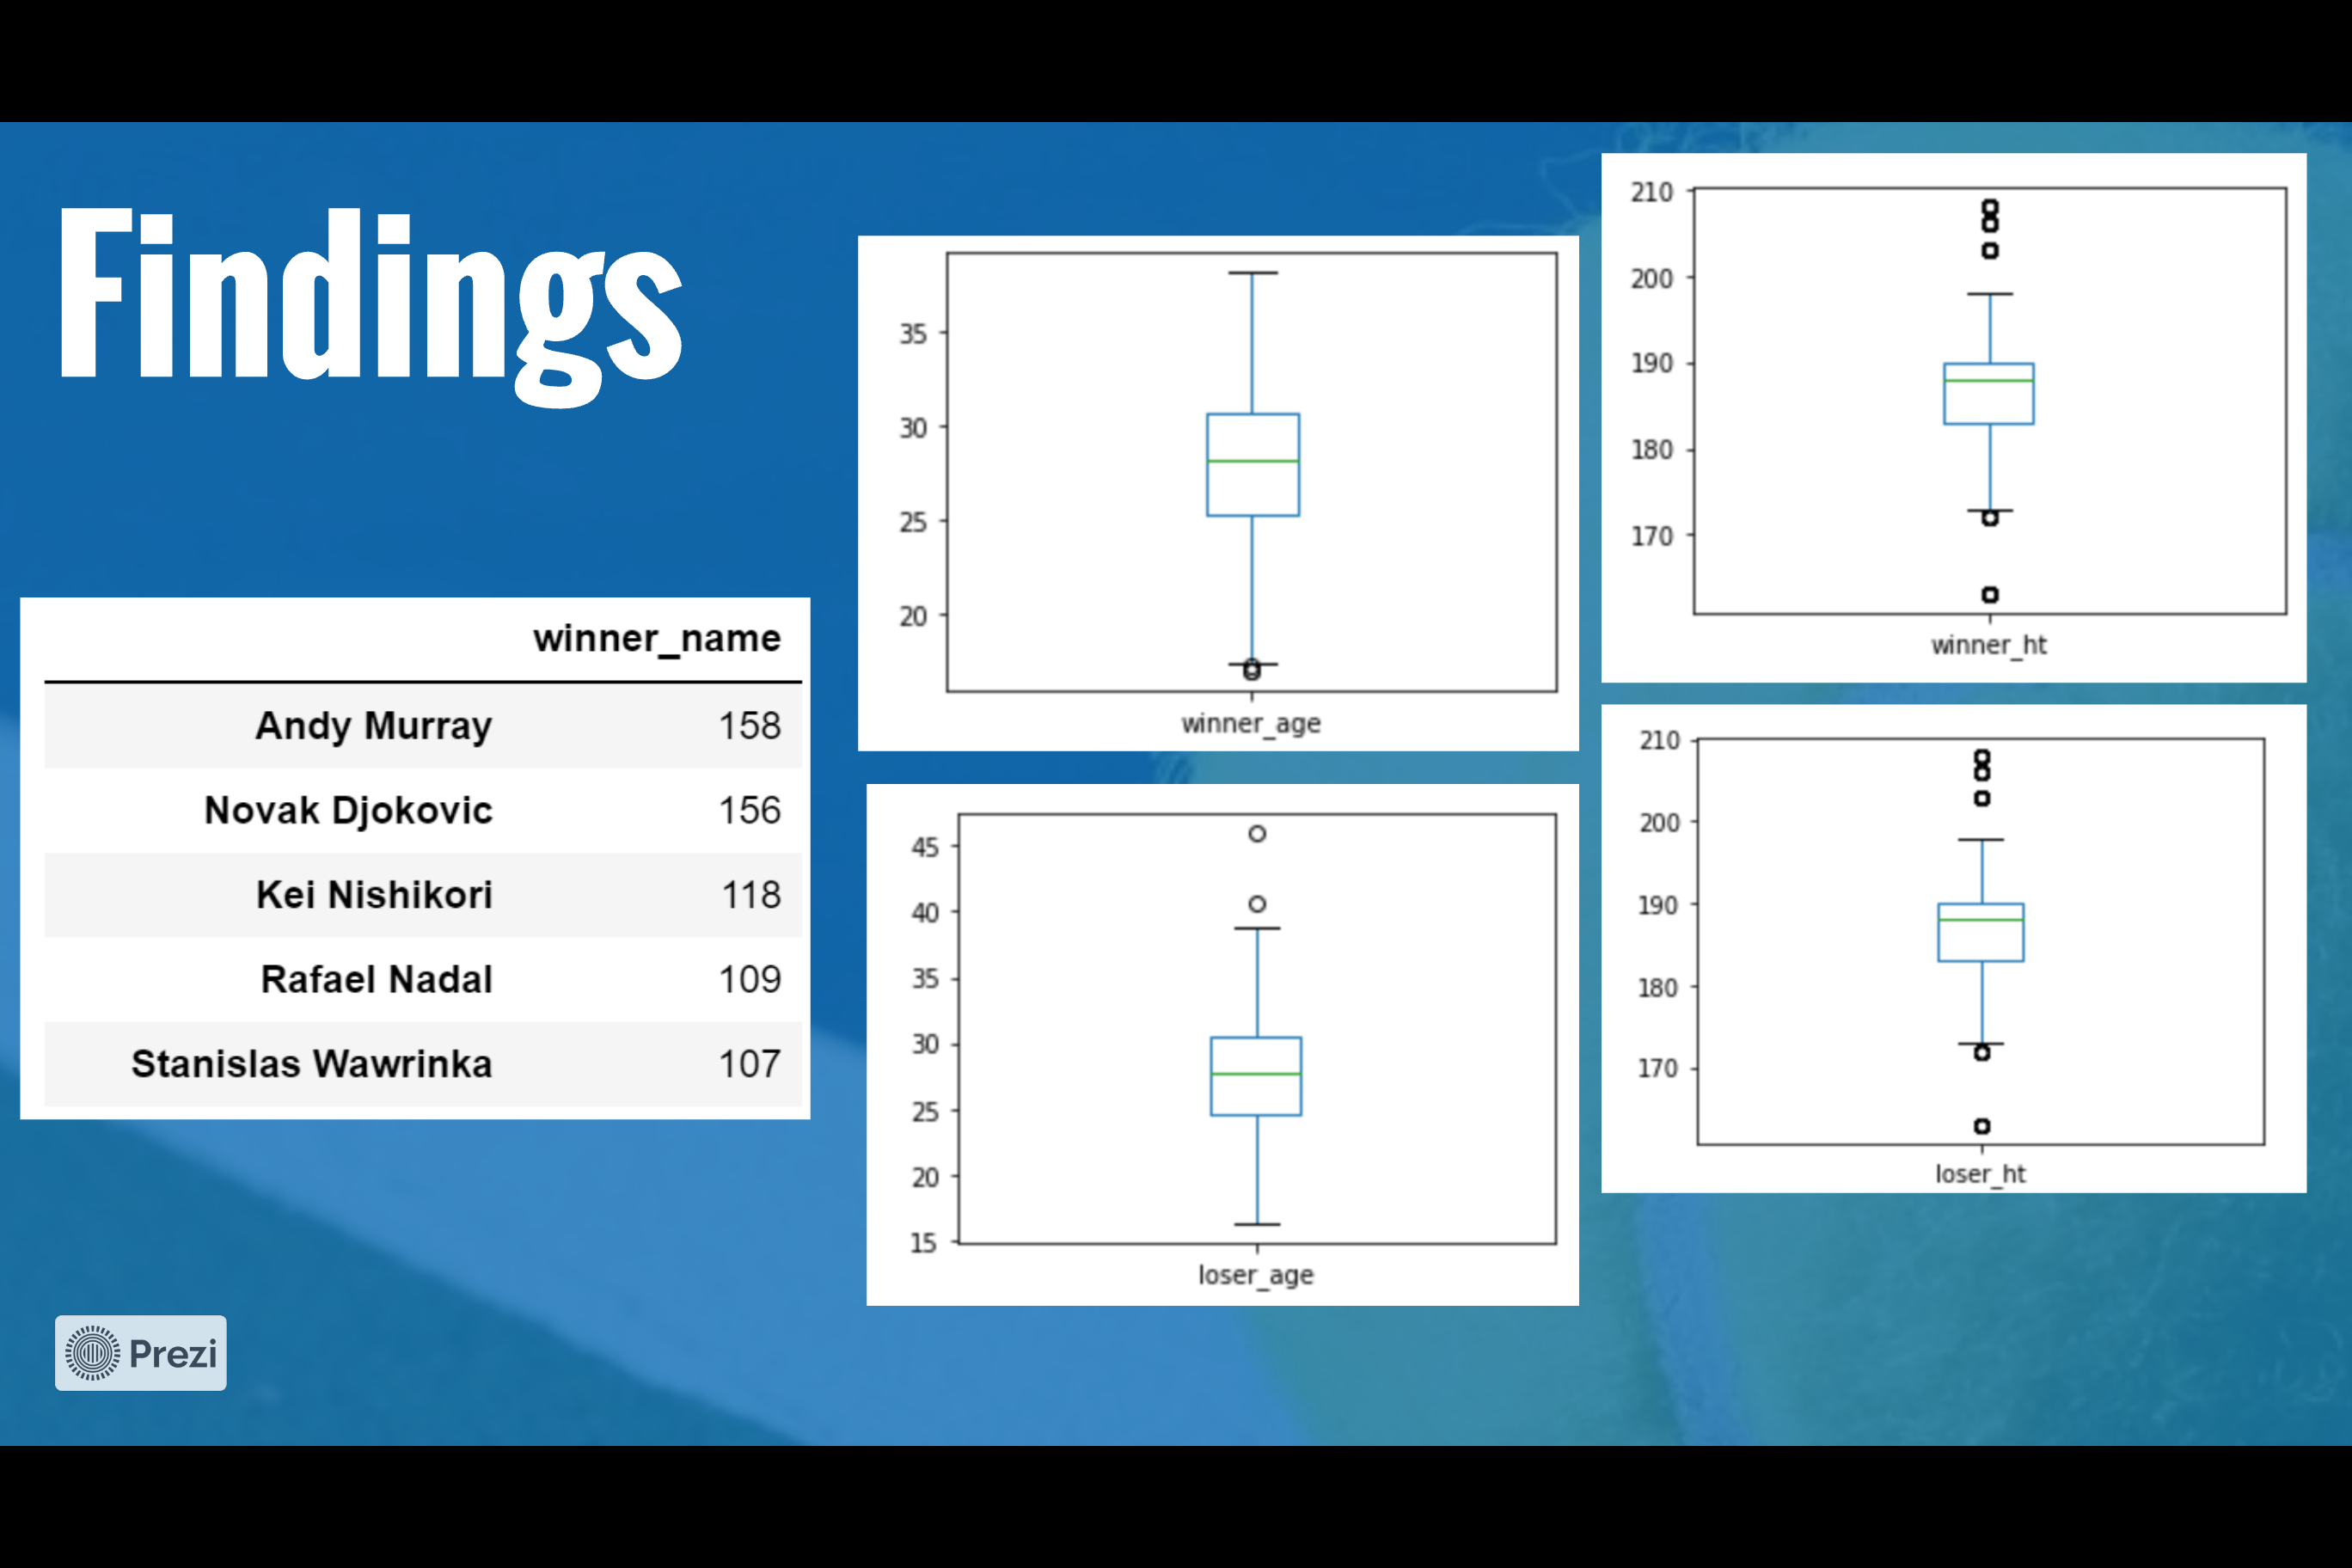 Findings
winner_name
Andy Murray 158
Novak Djokovic 156
Kei Nishikori 118
Rafael Nadal 109
Stanislas Wawrinka 107
35
30
25
20
winner_age
45
40
35
30
25
20
15
loser_age
210
200
190
180
170
winner_ht
210
200
190
180
170
loser_ht
Prezi